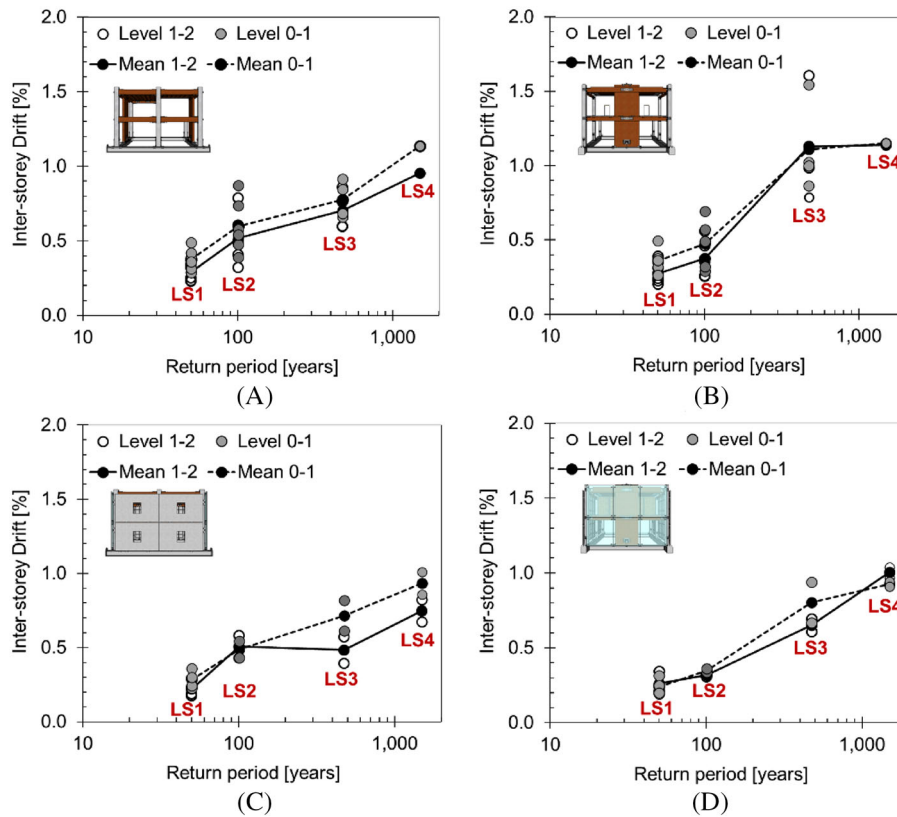 2.0
Level 1-2 Level 0-1
Mean 1-2 Mean 0-1
1.5
1.0
0.5
0.0
Inter-storey Drift [%]
LS1
LS2
LS3
LS4
10 100 1,000
Return period [years]
(A)
2.0
Level 1-2 Level 0-1
Mean 1-2 Mean 0-1
1.5
1.0
0.5
0.0
Inter-storey Drift [%]
LS1
LS2
LS3
LS4
10 100 1,000
Return period [years]
(B)
2.0
Level 1-2 Level 0-1
Mean 1-2 Mean 0-1
1.5
1.0
0.5
0.0
Inter-storey Drift [%]
LS1
LS2
LS3
LS4
10 100 1,000
Return period [years]
(C)
2.0
Level 1-2 Level 0-1
Mean 1-2 Mean 0-1
1.5
1.0
0.5
0.0
Inter-storey Drift [%]
LS1
LS2
LS3
LS4
10 100 1,000
Return period [years]
(D)